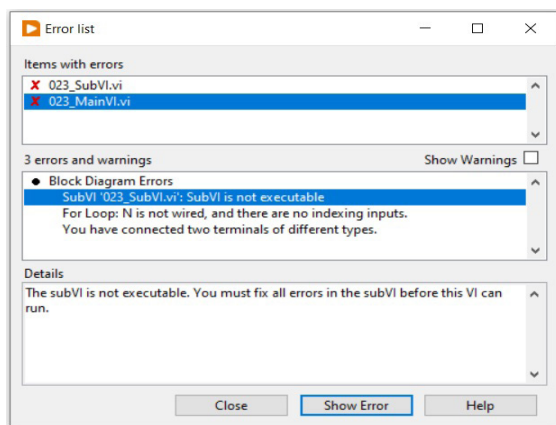 Error list
Items with errors
023_SubVI.vi
023_MainVI.vi
3 errors and warnings Show Warnings
Block Diagram Errors
SubVI '023_SubVI.vi': SubVI is not executable
For Loop: N is not wired, and there are no indexing inputs.
You have connected two terminals of different types.
Details
The subVI is not executable. You must fix all errors in the subVI before this VI can
run.
Close Show Error Help